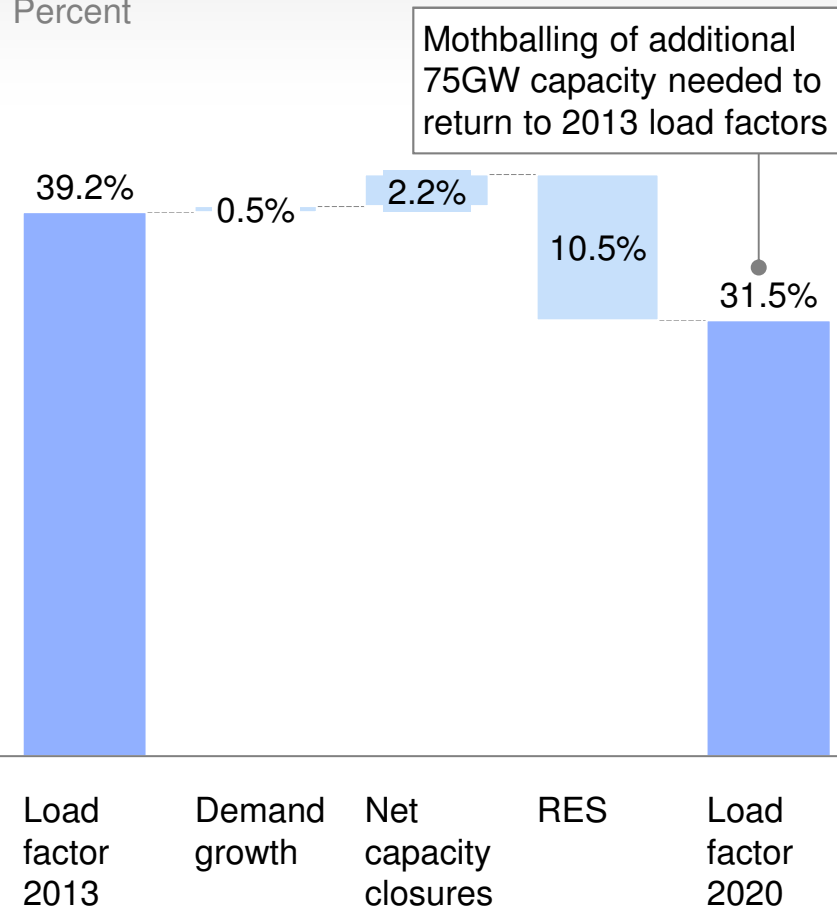 Percent
Mothballing of additional
75GW capacity needed to
return to 2013 load factors
39.2%
0.5%
2.2%
10.5%
31.5%
Load
factor
2013
Demand
growth
Net
capacity
closures
RES
Load
factor
2020